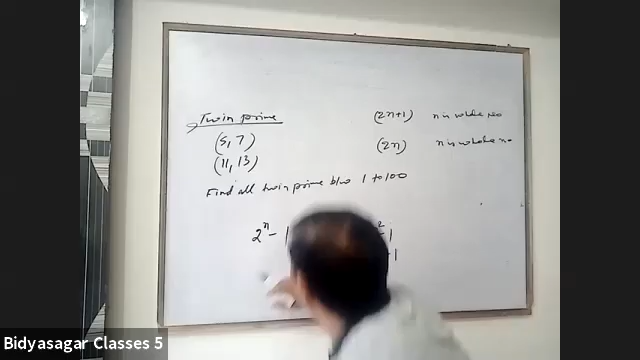 Twin prime (2n+1) n is whole no
(5, 7) (2n) n is whole no
(11, 13)
Find all twin prime b/w 1 to 100
2^n - 1
Bidyasagar Classes 5